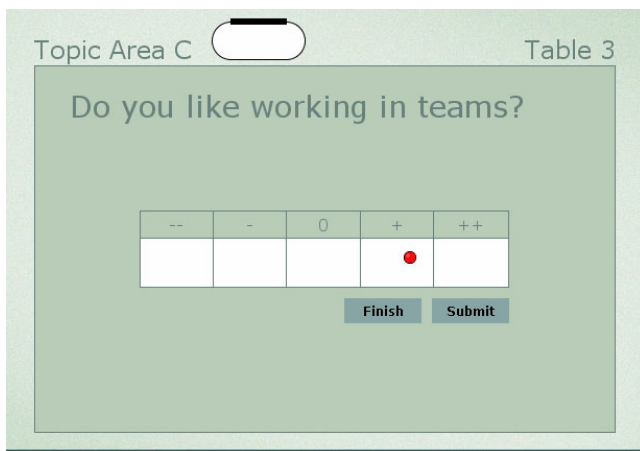 Topic Area C Table 3
Do you like working in teams?
-- - 0 + ++
Finish Submit